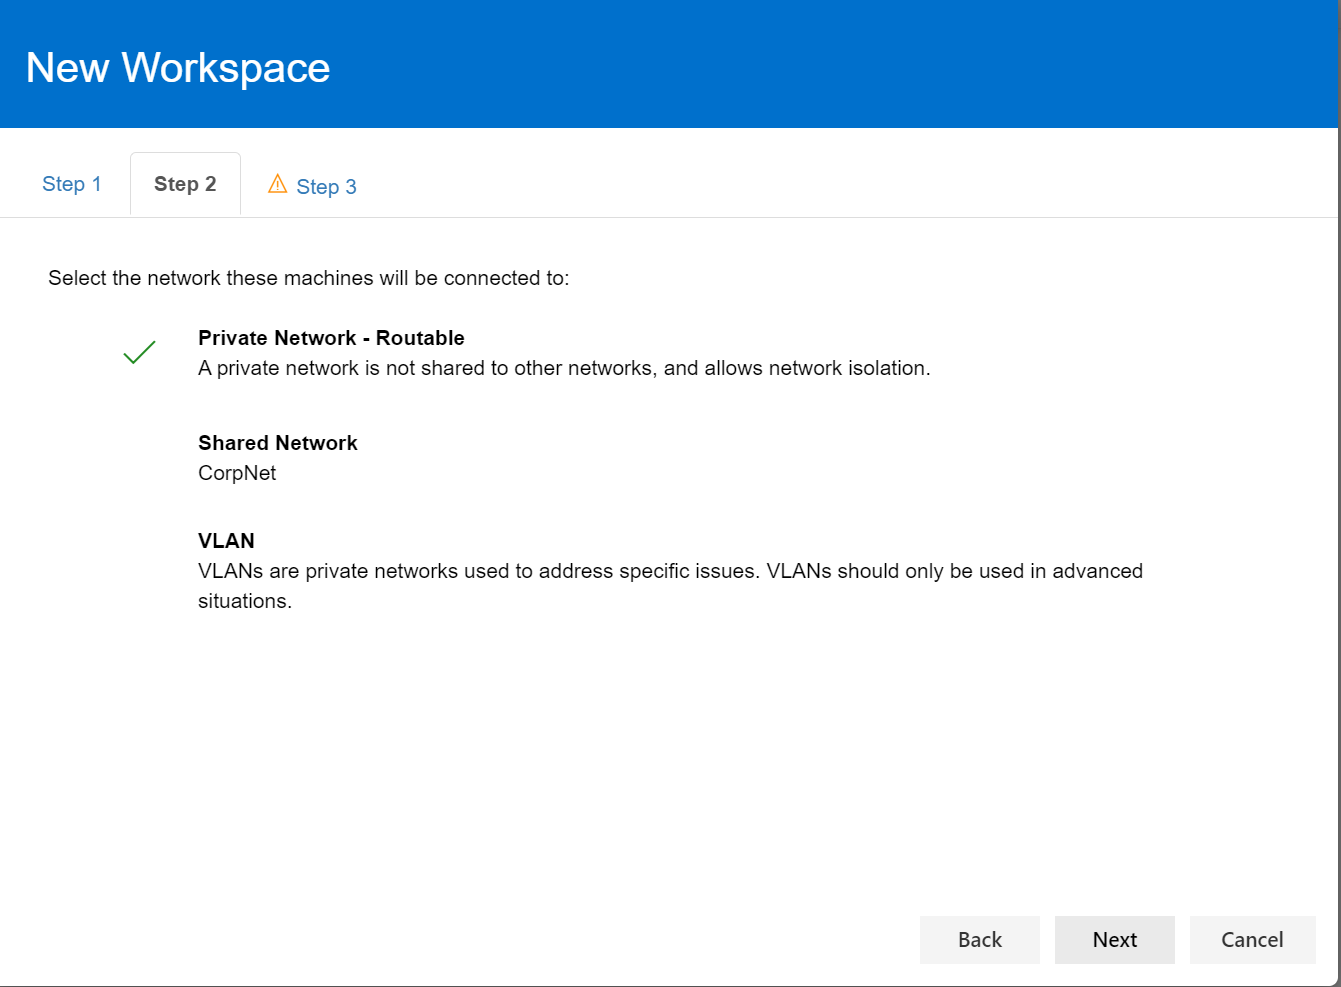 New Workspace
Step 1
Step 2
Step 3
Select the network these machines will be connected to:
Private Network - Routable
A private network is not shared to other networks, and allows network isolation.
Shared Network
CorpNet
VLAN
VLANs are private networks used to address specific issues. VLANs should only be used in advanced
situations.
Back
Next
Cancel